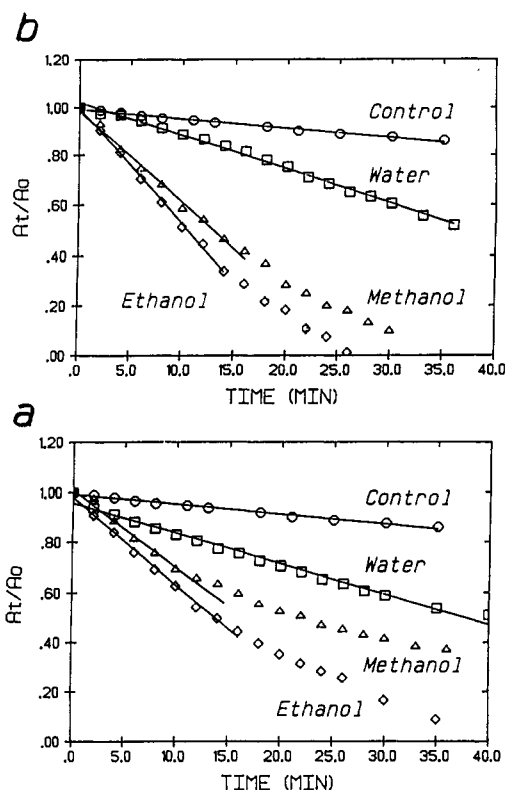 b
1.20
1.00
.80
.60
.40
.20
.00
At/Ao
Control
Water
Methanol
Ethanol
.0 5.0 10.0 15.0 20.0 25.0 30.0 35.0 40.0
TIME (MIN)
a
1.20
1.00
.80
.60
.40
.20
.00
At/Ao
Control
Water
Methanol
Ethanol
.0 5.0 10.0 15.0 20.0 25.0 30.0 35.0 40.0
TIME (MIN)